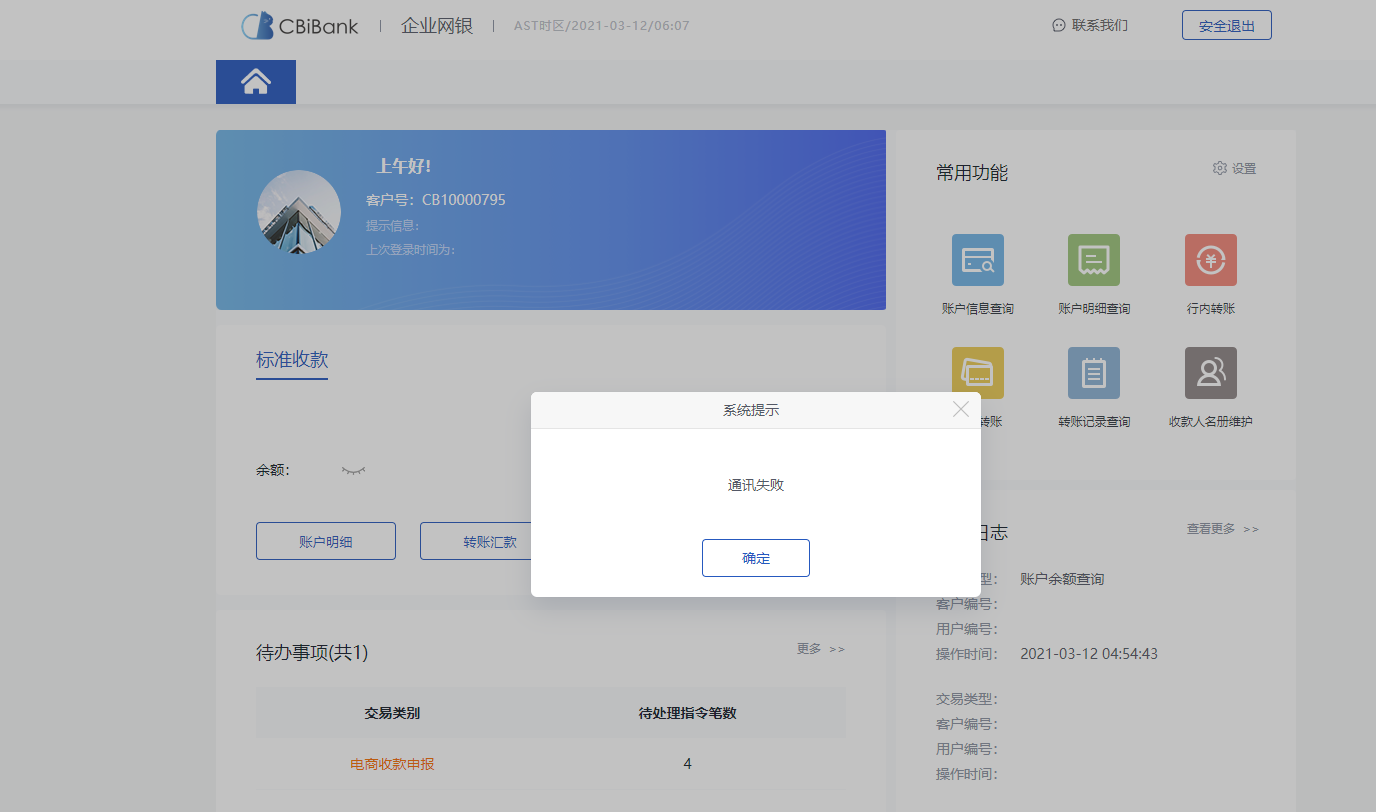 CBiBank
企业网银
AST时区/2021-03-12/06:07
联系我们
安全退出
上午好!
客户号：CB10000795
提示信息：
上次登录时间为：
常用功能
设置
账户信息查询
账户明细查询
行内转账
转账
转账记录查询
收款人名册维护
标准收款
余额：
账户明细
转账汇款
系统提示
通讯失败
确定
日志
查看更多 >>
型： 账户余额查询
客户编号：
用户编号：
操作时间： 2021-03-12 04:54:43
交易类型：
客户编号：
用户编号：
操作时间：
待办事项(共1)
更多 >>
交易类别 待处理指令笔数
电商收款申报 4